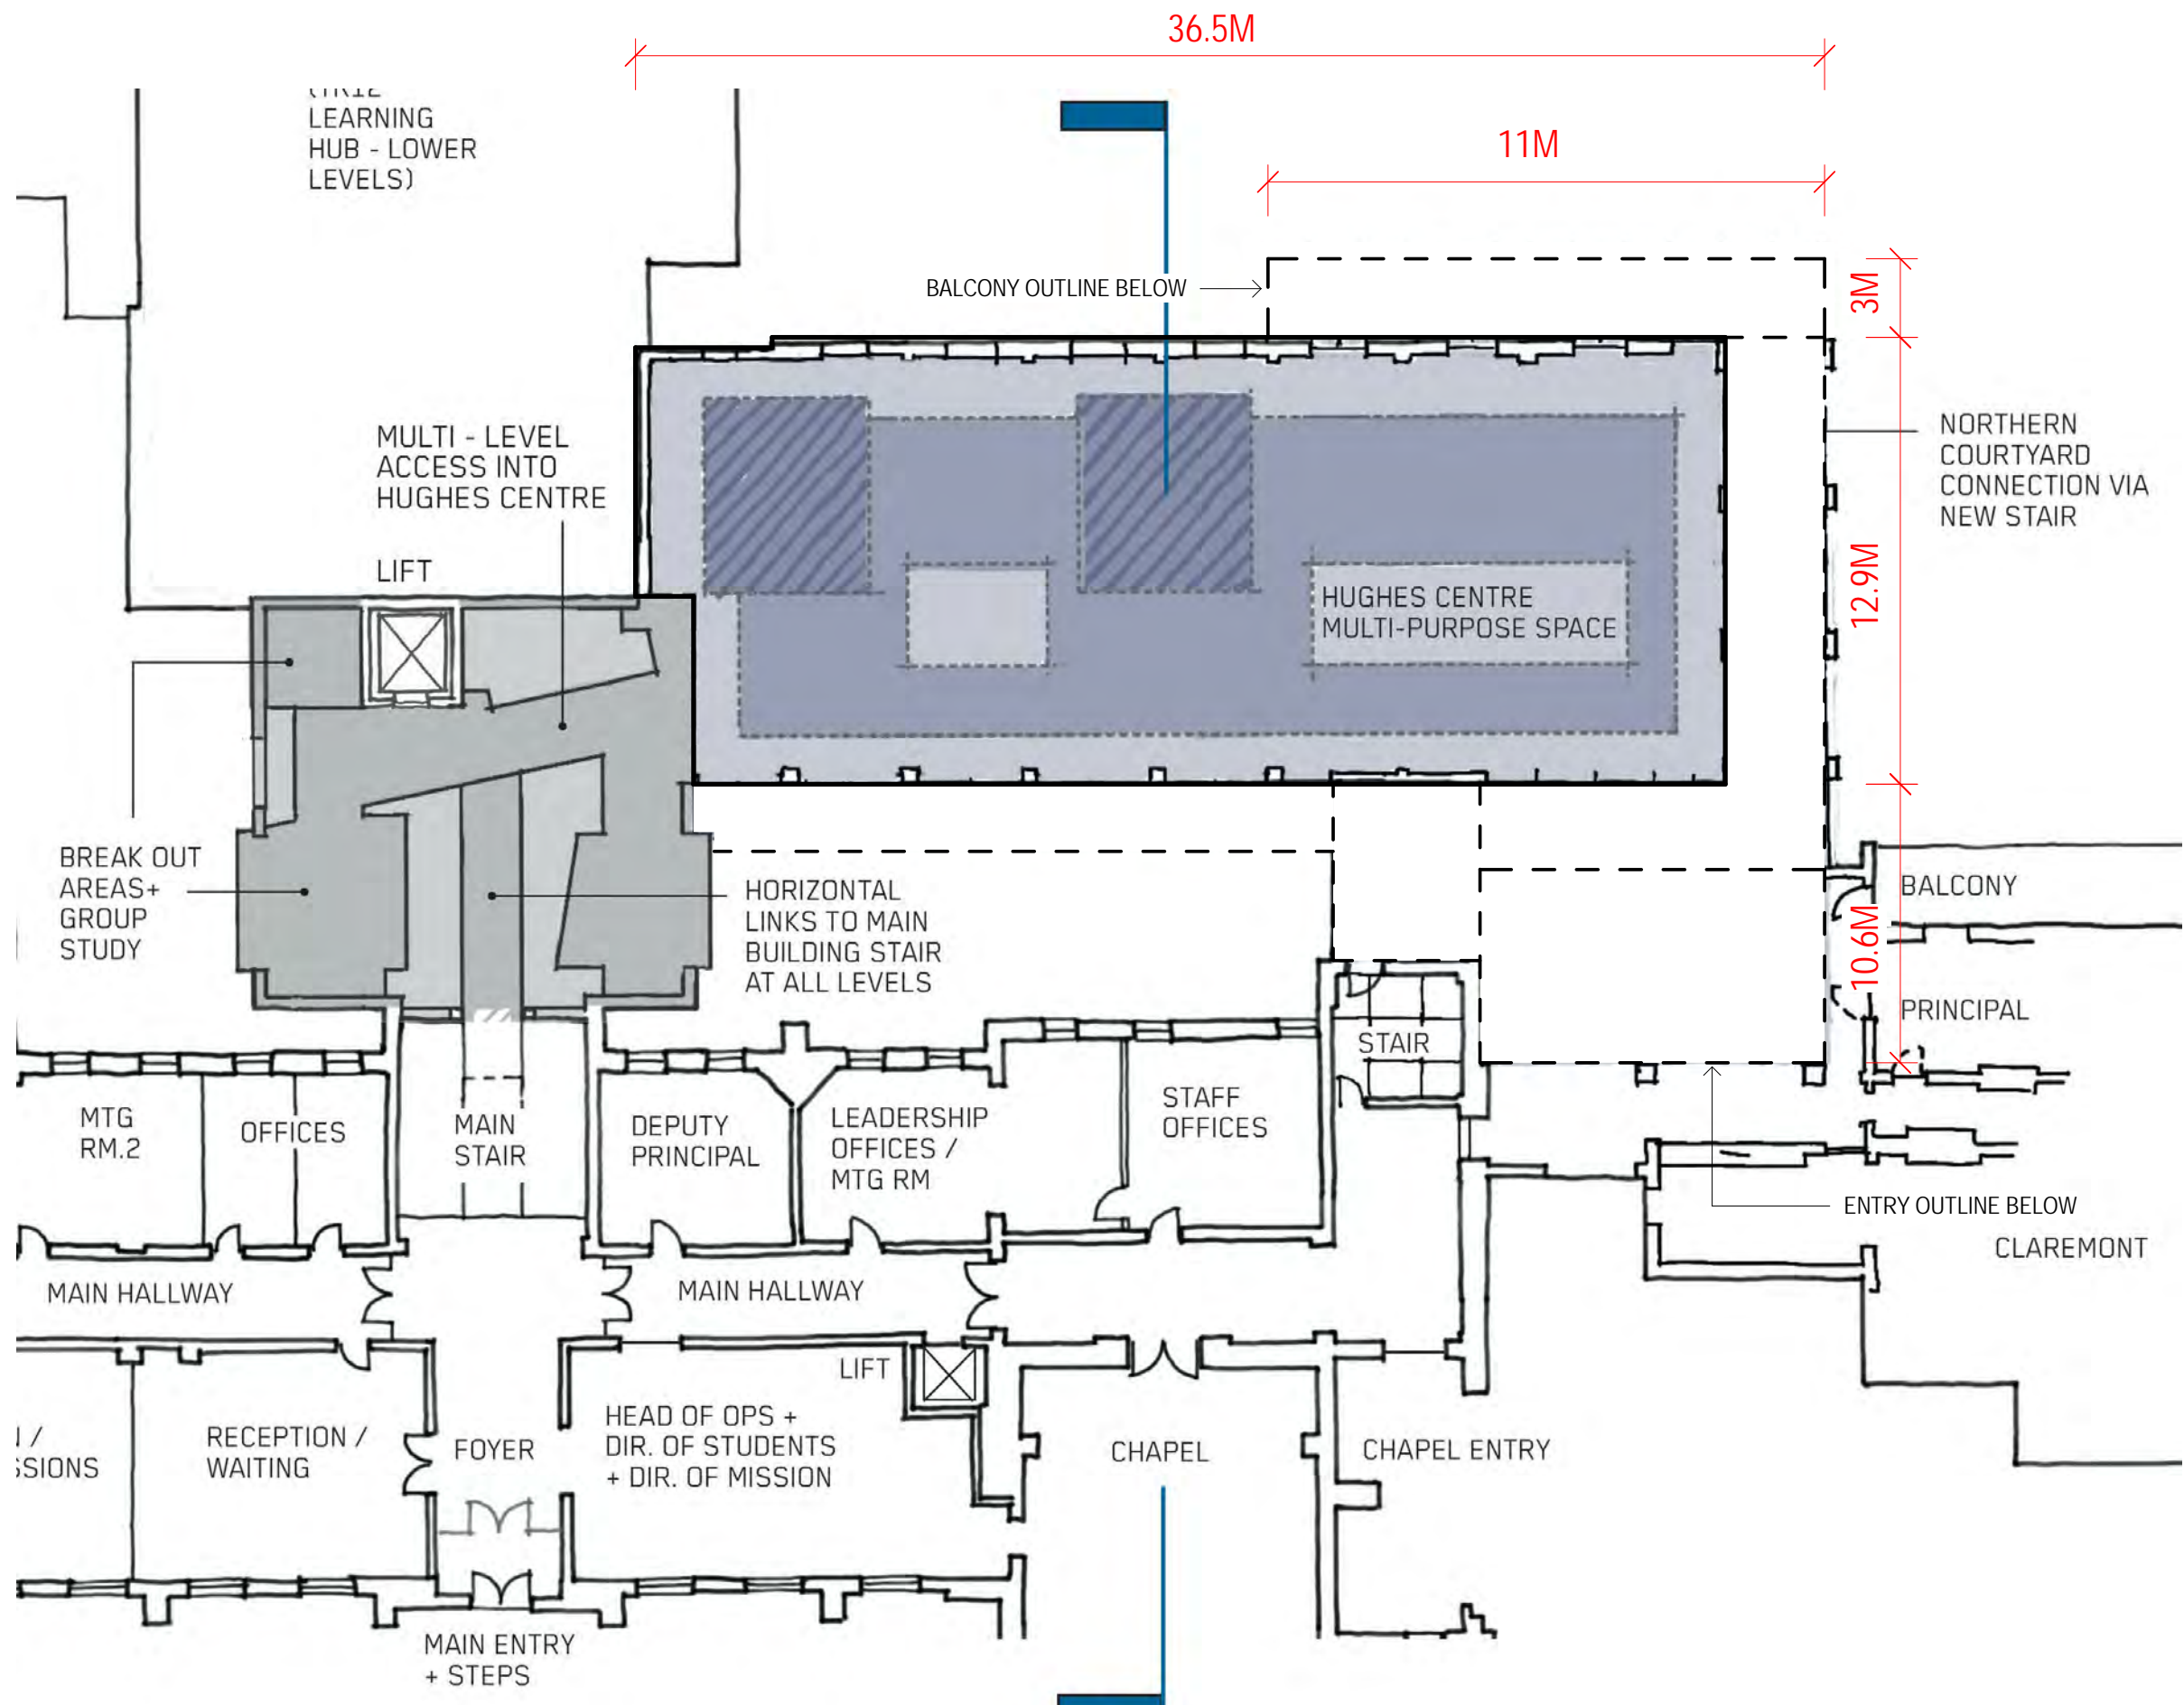 36.5M
11M
LEARNING
HUB - LOWER
LEVELS)
BALCONY OUTLINE BELOW
3M
MULTI - LEVEL
ACCESS INTO
HUGHES CENTRE
LIFT
NORTHERN
COURTYARD
CONNECTION VIA
NEW STAIR
12.9M
HUGHES CENTRE
MULTI-PURPOSE SPACE
BREAK OUT
AREAS+
GROUP
STUDY
HORIZONTAL
LINKS TO MAIN
BUILDING STAIR
AT ALL LEVELS
BALCONY
10.6M
PRINCIPAL
STAIR
MTG
RM.2
OFFICES
MAIN
STAIR
DEPUTY
PRINCIPAL
LEADERSHIP
OFFICES /
MTG RM
STAFF
OFFICES
ENTRY OUTLINE BELOW
CLAREMONT
MAIN HALLWAY
MAIN HALLWAY
LIFT
RECEPTION /
WAITING
FOYER
HEAD OF OPS +
DIR. OF STUDENTS
+ DIR. OF MISSION
CHAPEL
CHAPEL ENTRY
MAIN ENTRY
+ STEPS